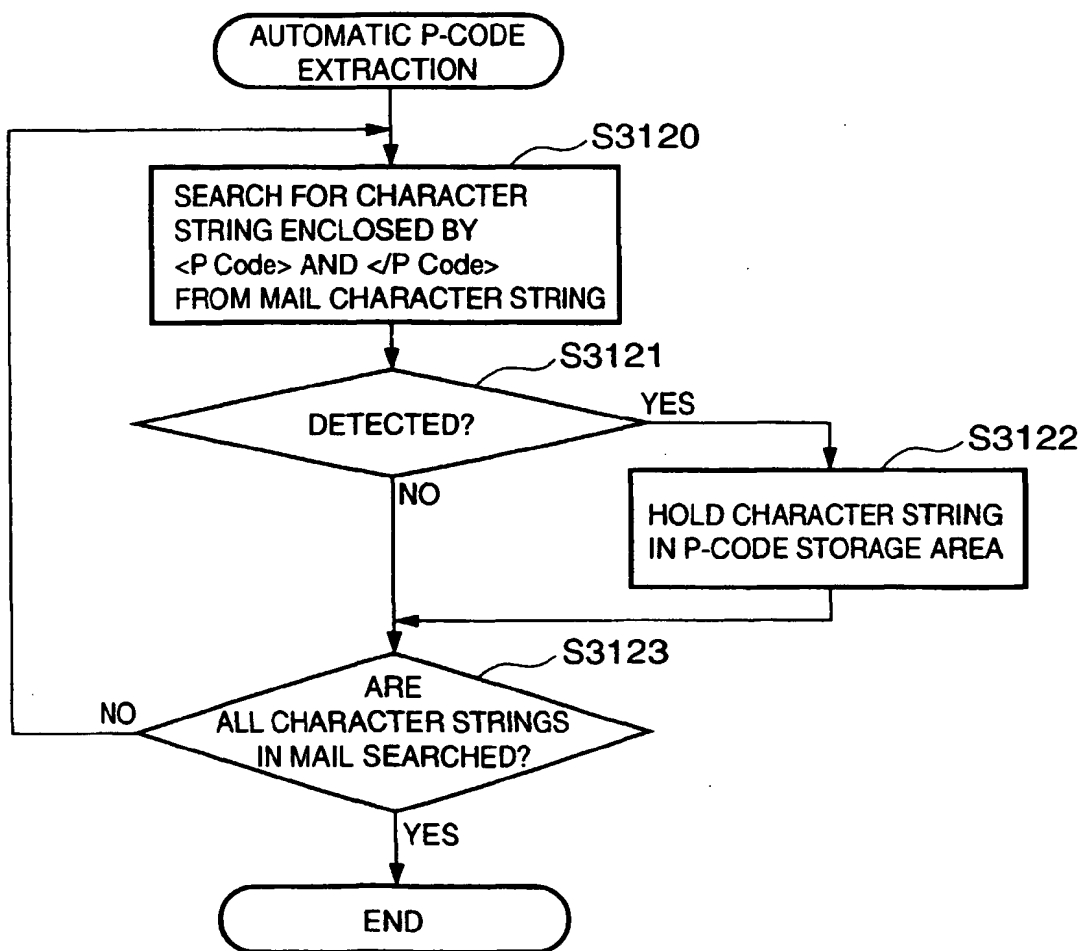 AUTOMATIC P-CODE
EXTRACTION
S3120
SEARCH FOR CHARACTER
STRING ENCLOSED BY
<P Code> AND </P Code>
FROM MAIL CHARACTER STRING
S3121
DETECTED?
YES
S3122
NO
HOLD CHARACTER STRING
IN P-CODE STORAGE AREA
S3123
ARE
NO
ALL CHARACTER STRINGS
IN MAIL SEARCHED?
YES
END